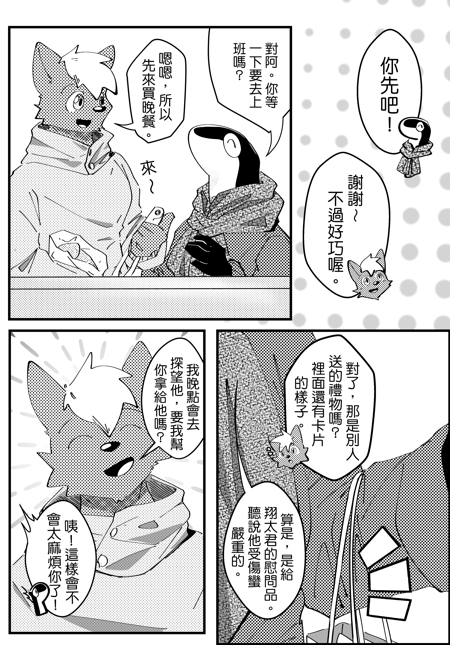 你先吧！
謝謝～
不過好巧喔。
對阿。你等
一下要去上
班嗎？
嗯嗯，所以
先來買晚餐。
來～
對了，那是別人
送的禮物嗎？
裡面還有卡片
的樣子。
算是，是給
翔太君的慰問品。
聽說他受傷蠻
嚴重的。
我晚點會去
探望他，要我幫
你拿給他嗎？
咦！這樣會不
會太麻煩你了！